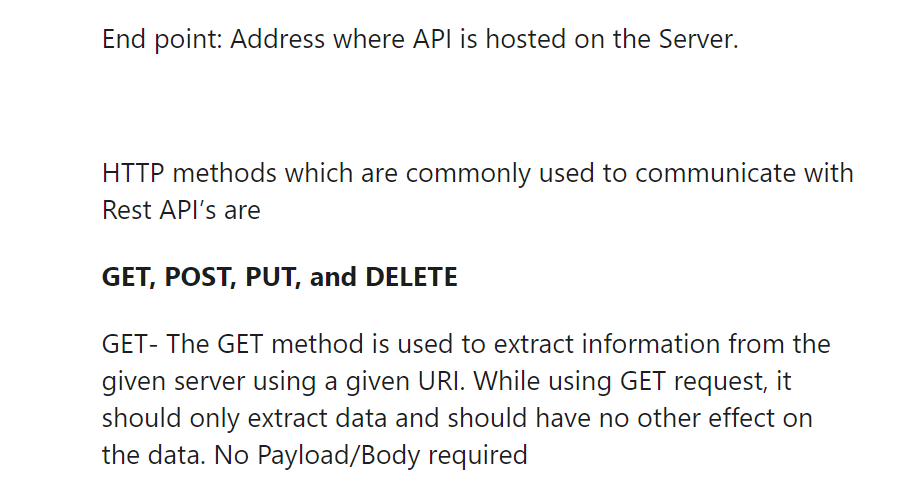 End point: Address where API is hosted on the Server.
HTTP methods which are commonly used to communicate with
Rest API’s are
GET, POST, PUT, and DELETE
GET- The GET method is used to extract information from the
given server using a given URI. While using GET request, it
should only extract data and should have no other effect on
the data. No Payload/Body required